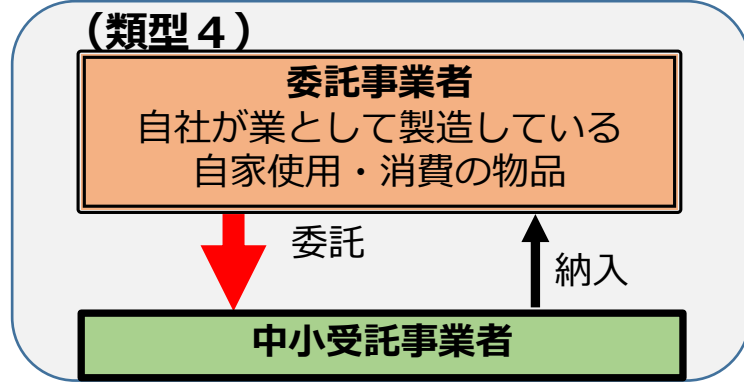 （類型４）
委託事業者
自社が業として製造している
自家使用・消費の物品
委託
納入
中小受託事業者